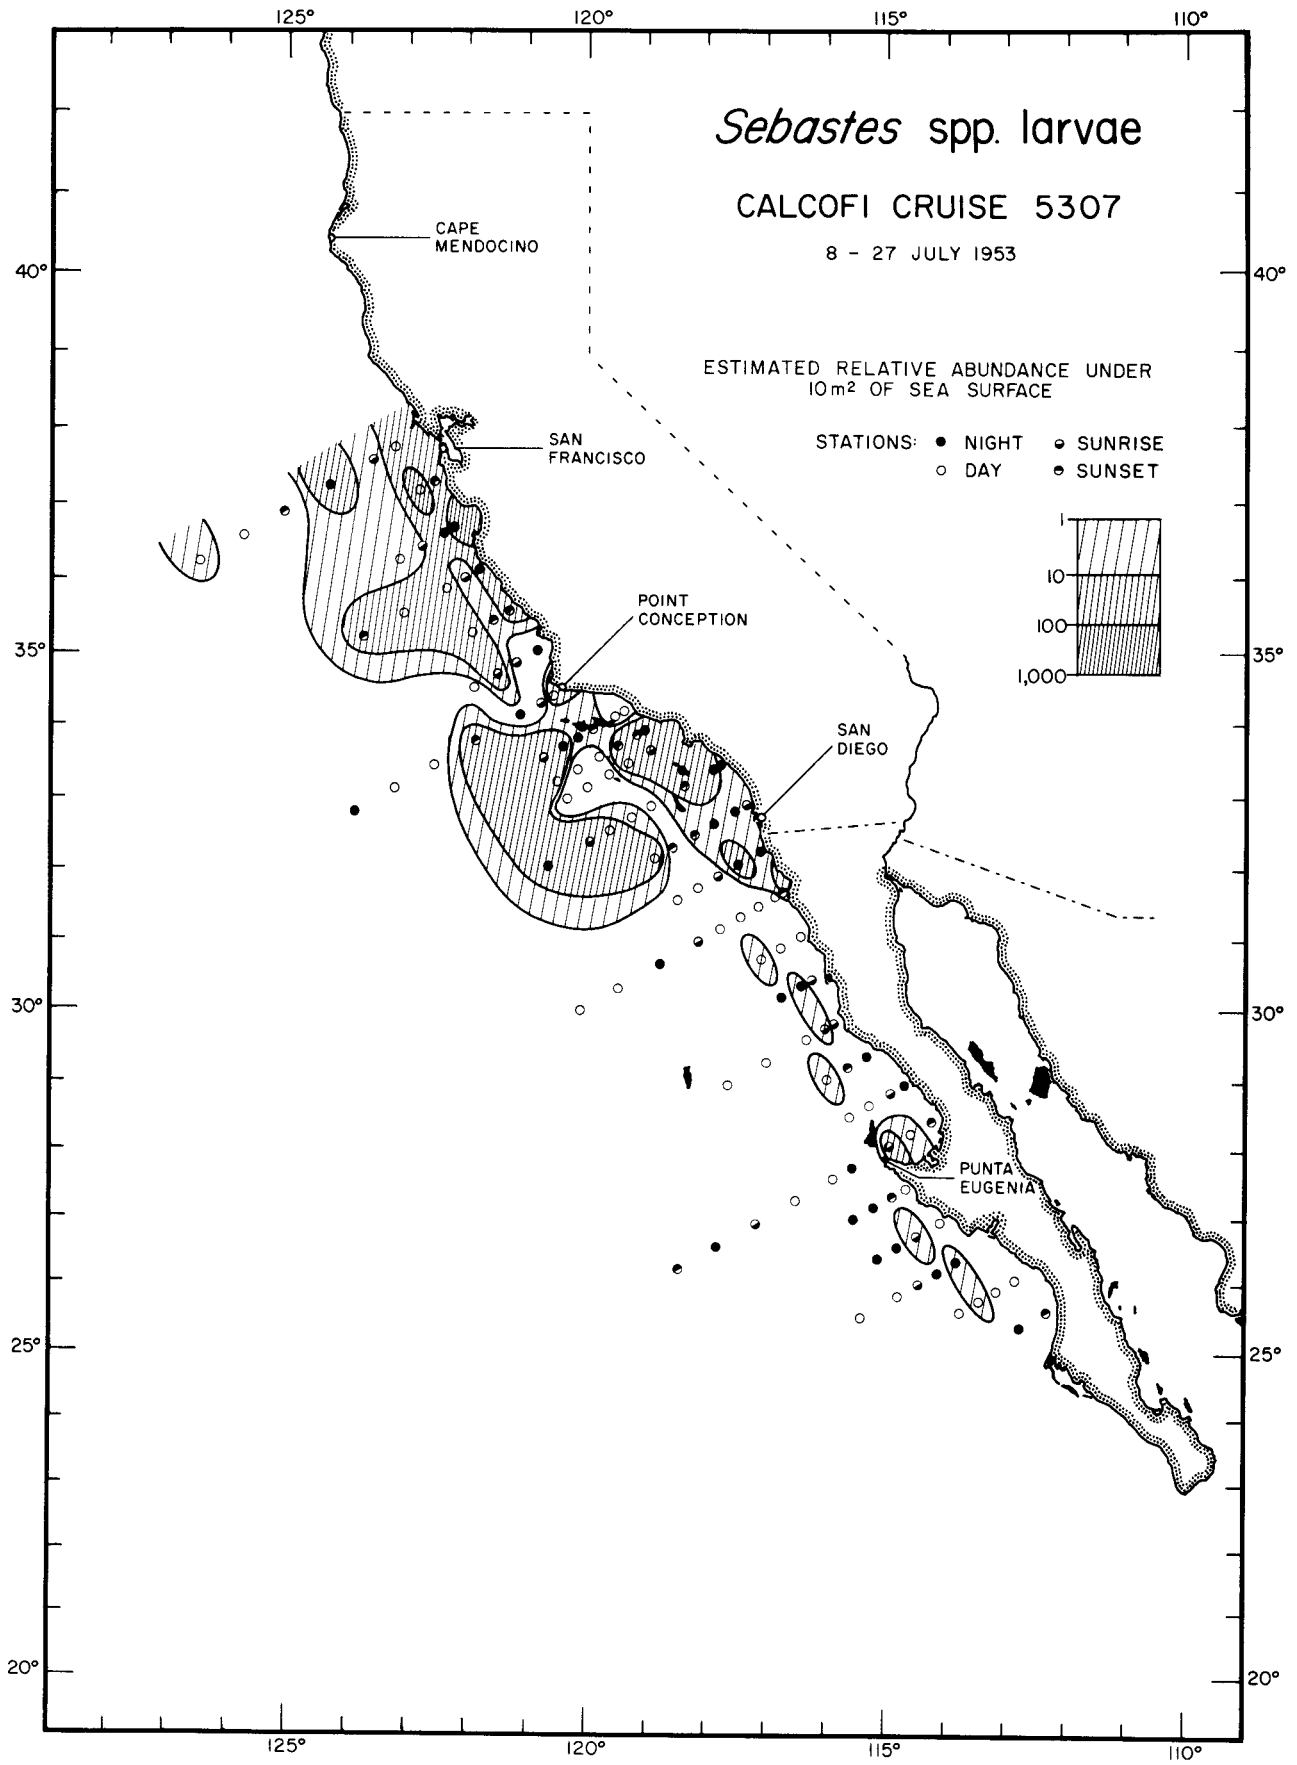 125° 120° 115° 110°
Sebastes spp. larvae
CALCOFI CRUISE 5307
8 – 27 JULY 1953
CAPE
MENDOCINO
40° 40°
ESTIMATED RELATIVE ABUNDANCE UNDER
10m² OF SEA SURFACE
STATIONS: NIGHT SUNRISE
DAY SUNSET
SAN
FRANCISCO
1
10
100
1,000
POINT
CONCEPTION
35° 35°
SAN
DIEGO
30° 30°
PUNTA
EUGENIA
25° 25°
20° 20°
125° 120° 115° 110°